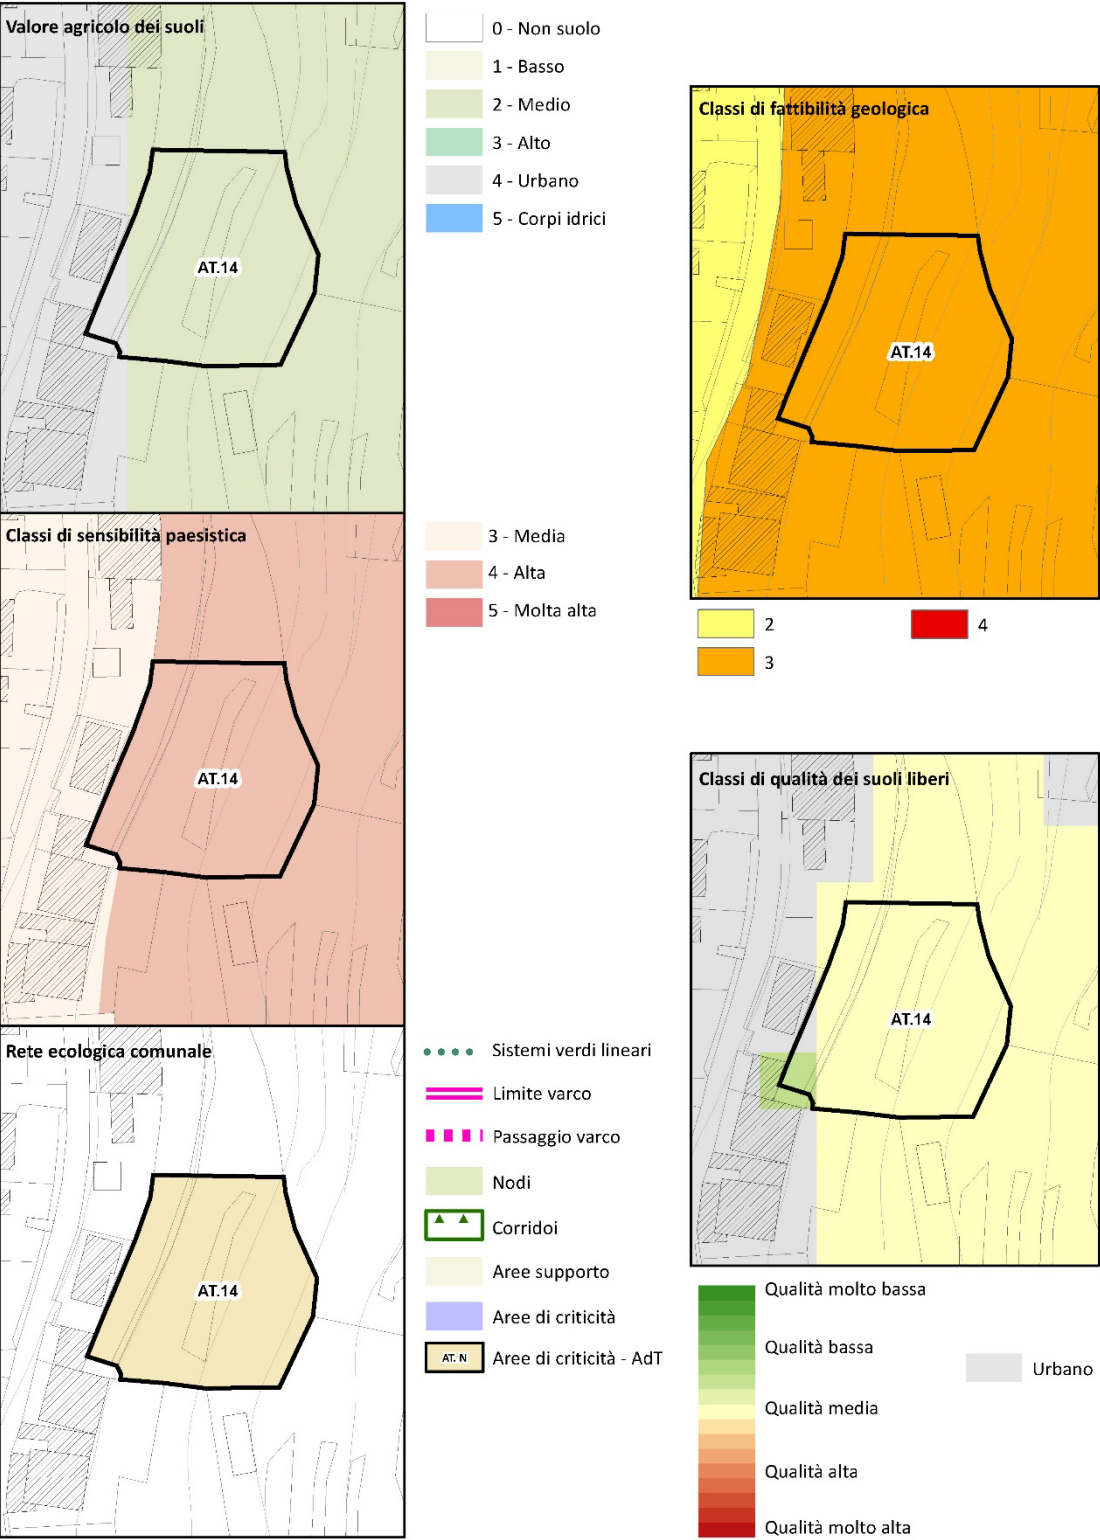 Valore agricolo dei suoli
AT.14
0 - Non suolo
1 - Basso
2 - Medio
3 - Alto
4 - Urbano
5 - Corpi idrici
Classi di fattibilità geologica
AT.14
2
3
4
Classi di sensibilità paesistica
AT.14
3 - Media
4 - Alta
5 - Molta alta
Classi di qualità dei suoli liberi
AT.14
Qualità molto bassa
Qualità bassa
Qualità media
Qualità alta
Qualità molto alta
Urbano
Rete ecologica comunale
AT.14
Sistemi verdi lineari
Limite varco
Passaggio varco
Nodi
Corridoi
Aree supporto
Aree di criticità
AT. N Aree di criticità - AdT